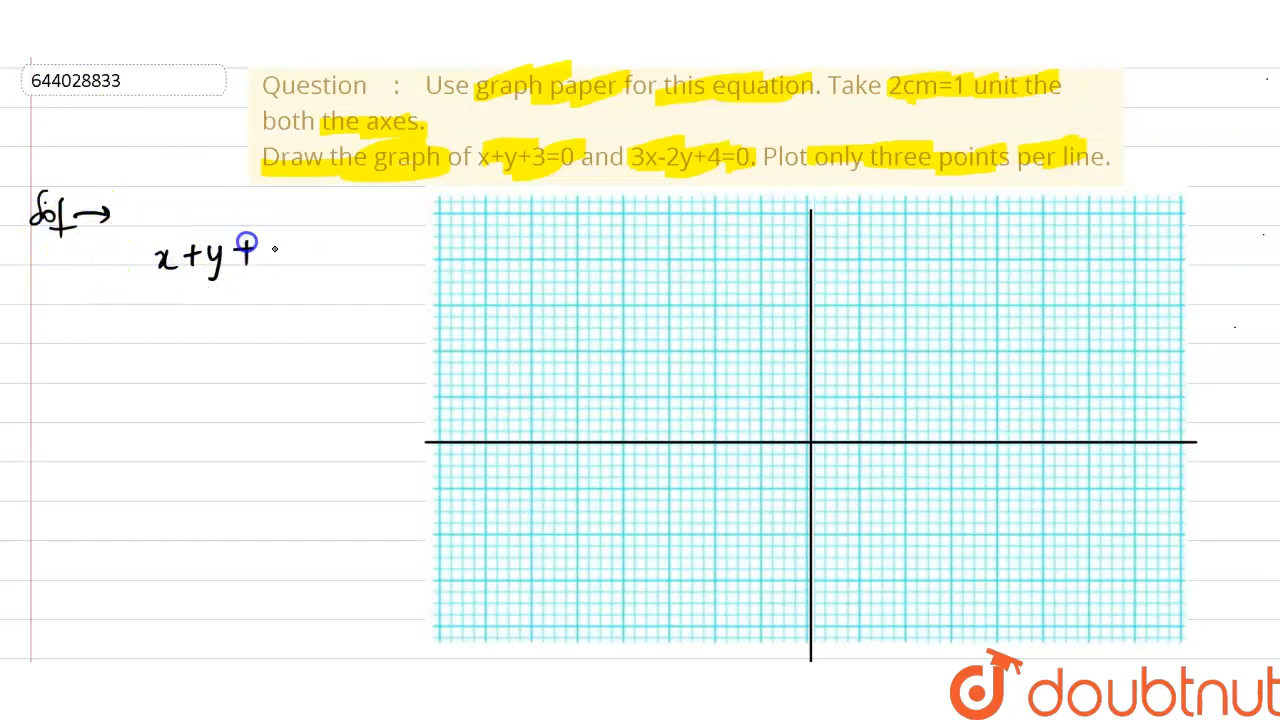 644028833
Question : Use graph paper for this equation. Take 2cm=1 unit the
both the axes.
Draw the graph of x+y+3=0 and 3x-2y+4=0. Plot only three points per line.
Sol →
x+y+
doubtnut